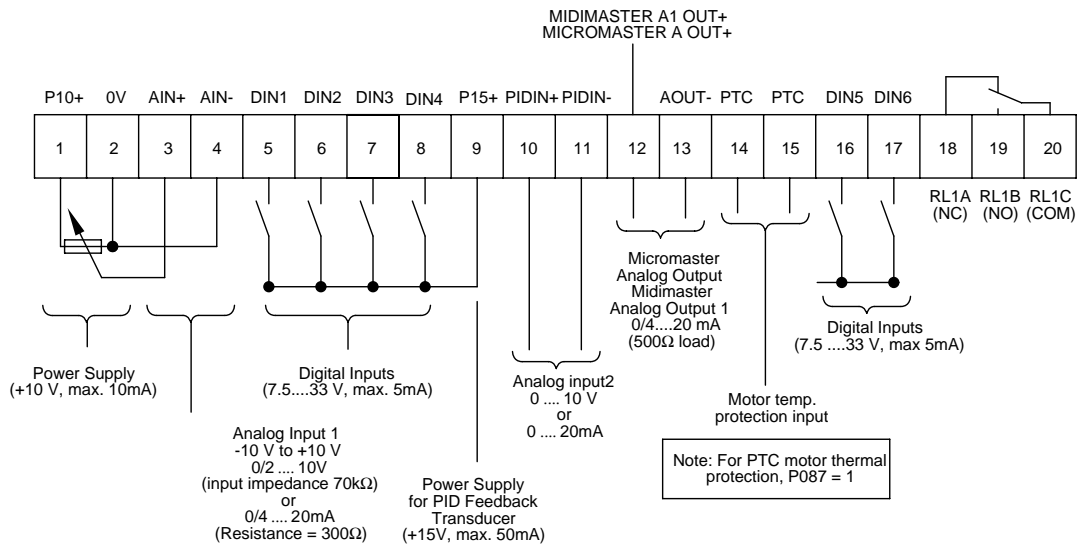 MIDIMASTER A1 OUT+
MICROMASTER A OUT+
P10+ 0V AIN+ AIN- DIN1 DIN2 DIN3 DIN4 P15+ PIDIN+ PIDIN- AOUT- PTC PTC DIN5 DIN6
1 2 3 4 5 6 7 8 9 10 11 12 13 14 15 16 17 18 19 20
RL1A RL1B RL1C
(NC) (NO) (COM)
Power Supply
(+10 V, max. 10mA)
Analog Input 1
-10 V to +10 V
0/2 .... 10V
(input impedance 70kΩ)
or
0/4 .... 20mA
(Resistance = 300Ω)
Digital Inputs
(7.5....33 V, max 5mA)
Power Supply
for PID Feedback
Transducer
(+15V, max. 50mA)
Analog input2
0 .... 10 V
or
0 .... 20mA
Micromaster
Analog Output
Midimaster
Analog Output 1
0/4....20 mA
(500Ω load)
Motor temp.
protection input
Note: For PTC motor thermal
protection, P087 = 1
Digital Inputs
(7.5 ....33 V, max 5mA)